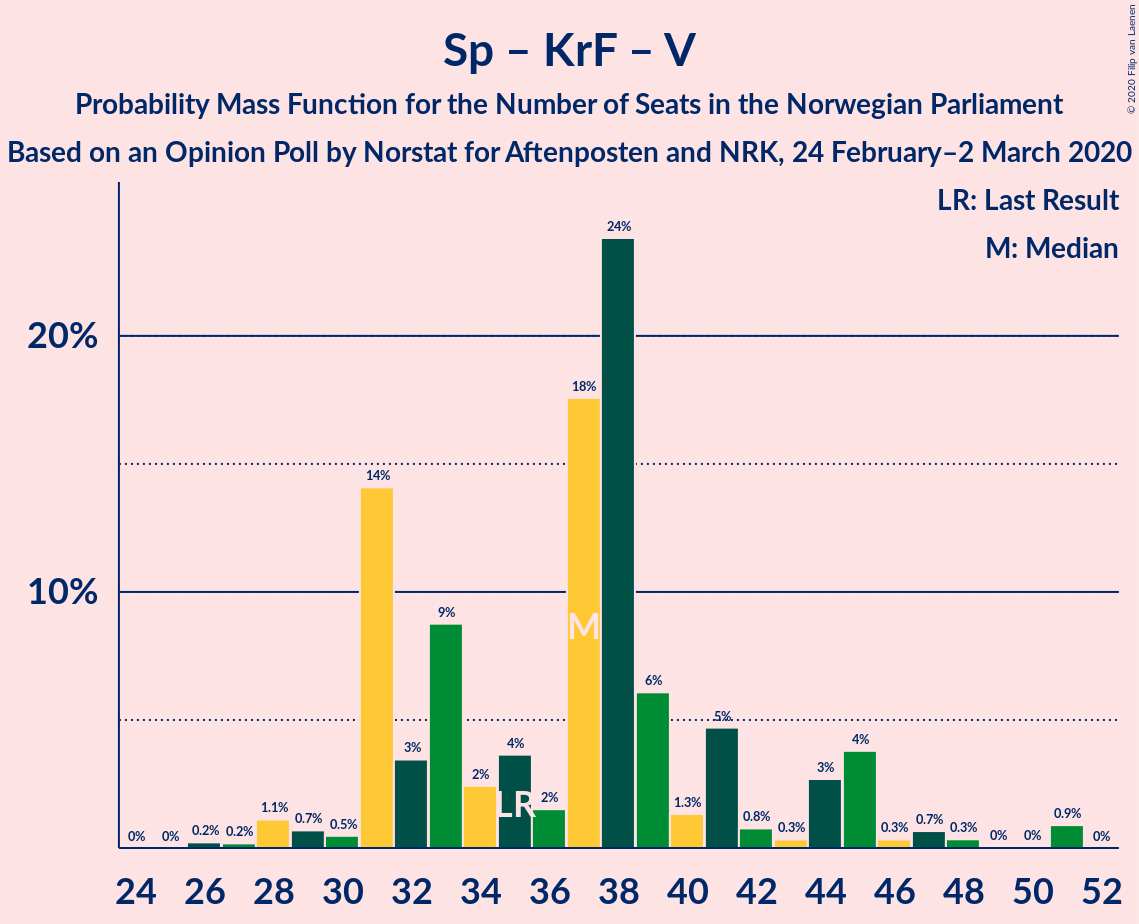 Sp – KrF – V
Probability Mass Function for the Number of Seats in the Norwegian Parliament
Based on an Opinion Poll by Norstat for Aftenposten and NRK, 24 February–2 March 2020
© 2020 Filip van Laenen
LR: Last Result
M: Median
20%
10%
0% 0% 0.2% 0.2% 1.1% 0.7% 0.5% 14% 3% 9% 2% 4% 2% 18% 24% 6% 1.3% 5% 0.8% 0.3% 3% 4% 0.3% 0.7% 0.3% 0% 0% 0.9% 0%
M
LR
24 26 28 30 32 34 36 38 40 42 44 46 48 50 52